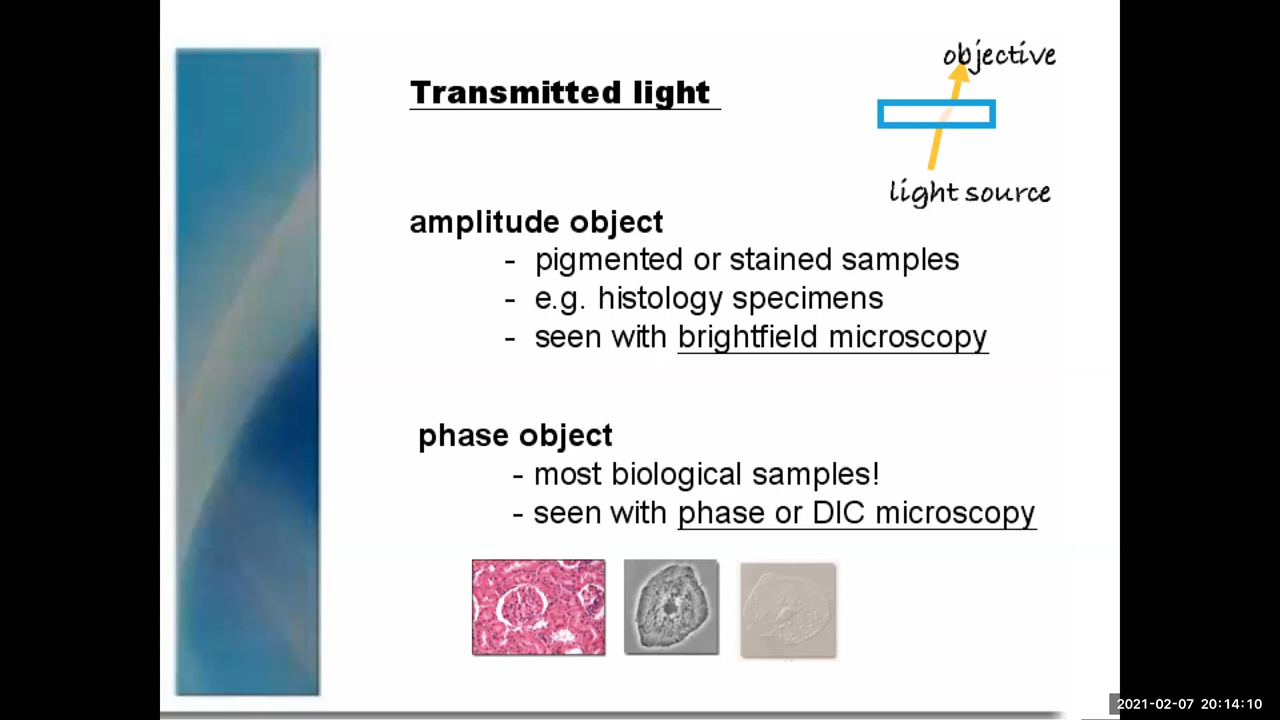 objective
Transmitted light
light source
amplitude object
- pigmented or stained samples
- e.g. histology specimens
- seen with brightfield microscopy
phase object
- most biological samples!
- seen with phase or DIC microscopy
2021-02-07 20:14:10